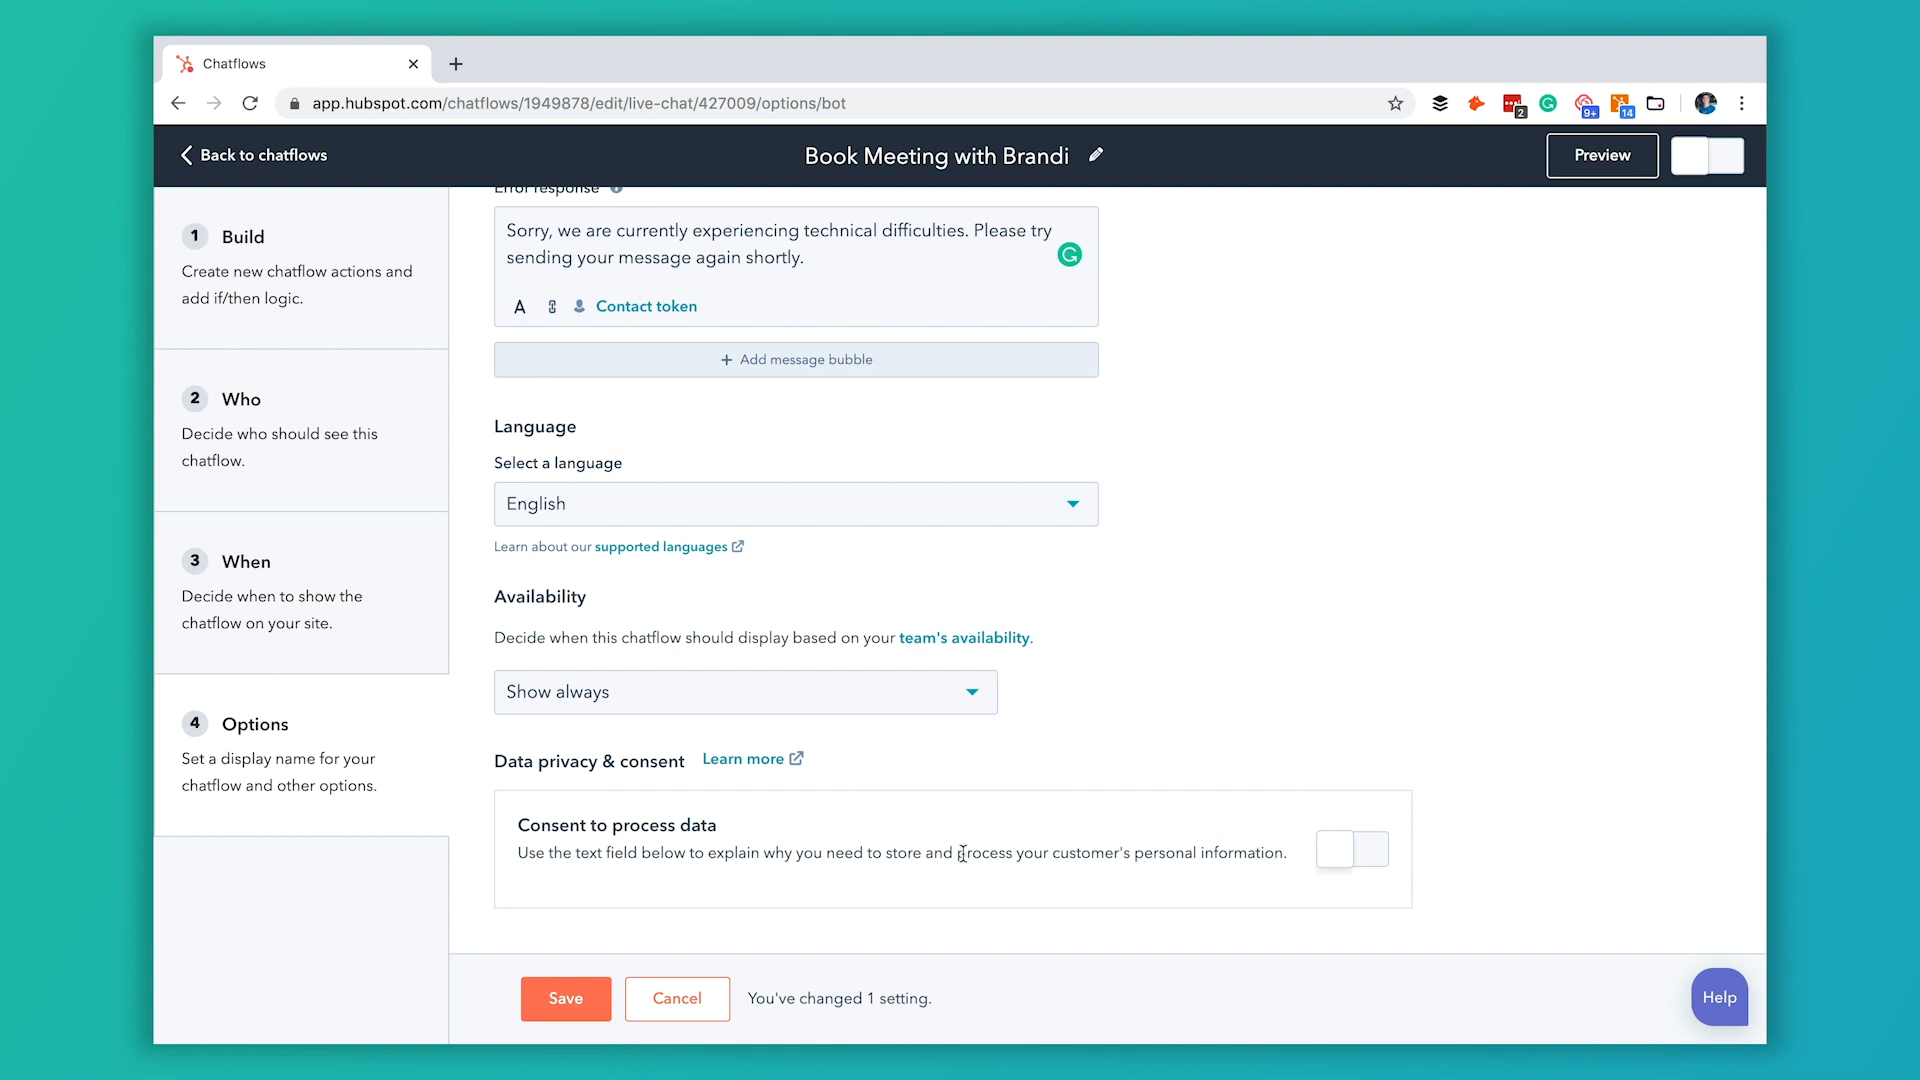 Chatflows
app.hubspot.com/chatflows/1949878/edit/live-chat/427009/options/bot
2
9+
14
Back to chatflows
Book Meeting with Brandi
Preview
1 Build
Create new chatflow actions and
add if/then logic.
2 Who
Decide who should see this
chatflow.
3 When
Decide when to show the
chatflow on your site.
4 Options
Set a display name for your
chatflow and other options.
Error response
Sorry, we are currently experiencing technical difficulties. Please try
sending your message again shortly.
A Contact token
+ Add message bubble
Language
Select a language
English
Learn about our supported languages
Availability
Decide when this chatflow should display based on your team's availability.
Show always
Data privacy & consent Learn more
Consent to process data
Use the text field below to explain why you need to store and process your customer's personal information.
Save
Cancel
You've changed 1 setting.
Help